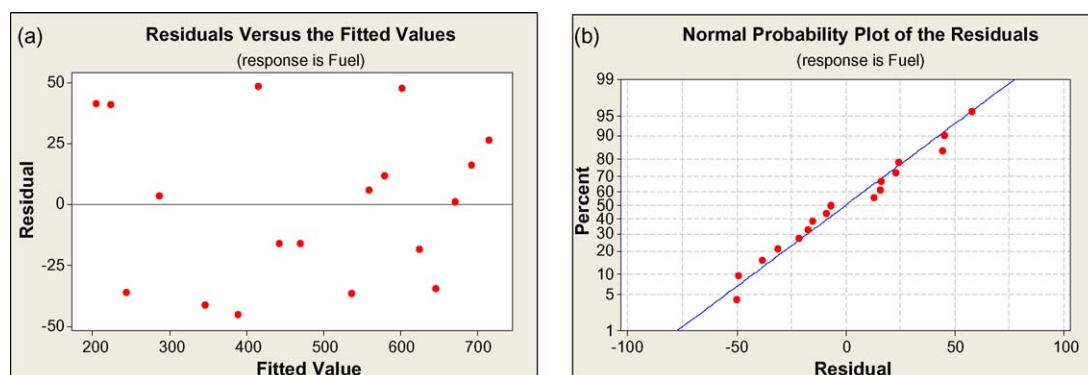 (a)
Residuals Versus the Fitted Values
(response is Fuel)
50
25
0
-25
-50
Residual
200 300 400 500 600 700
Fitted Value
(b)
Normal Probability Plot of the Residuals
(response is Fuel)
99
95
90
80
70
60
50
40
30
20
10
5
1
Percent
-100 -50 0 50 100
Residual